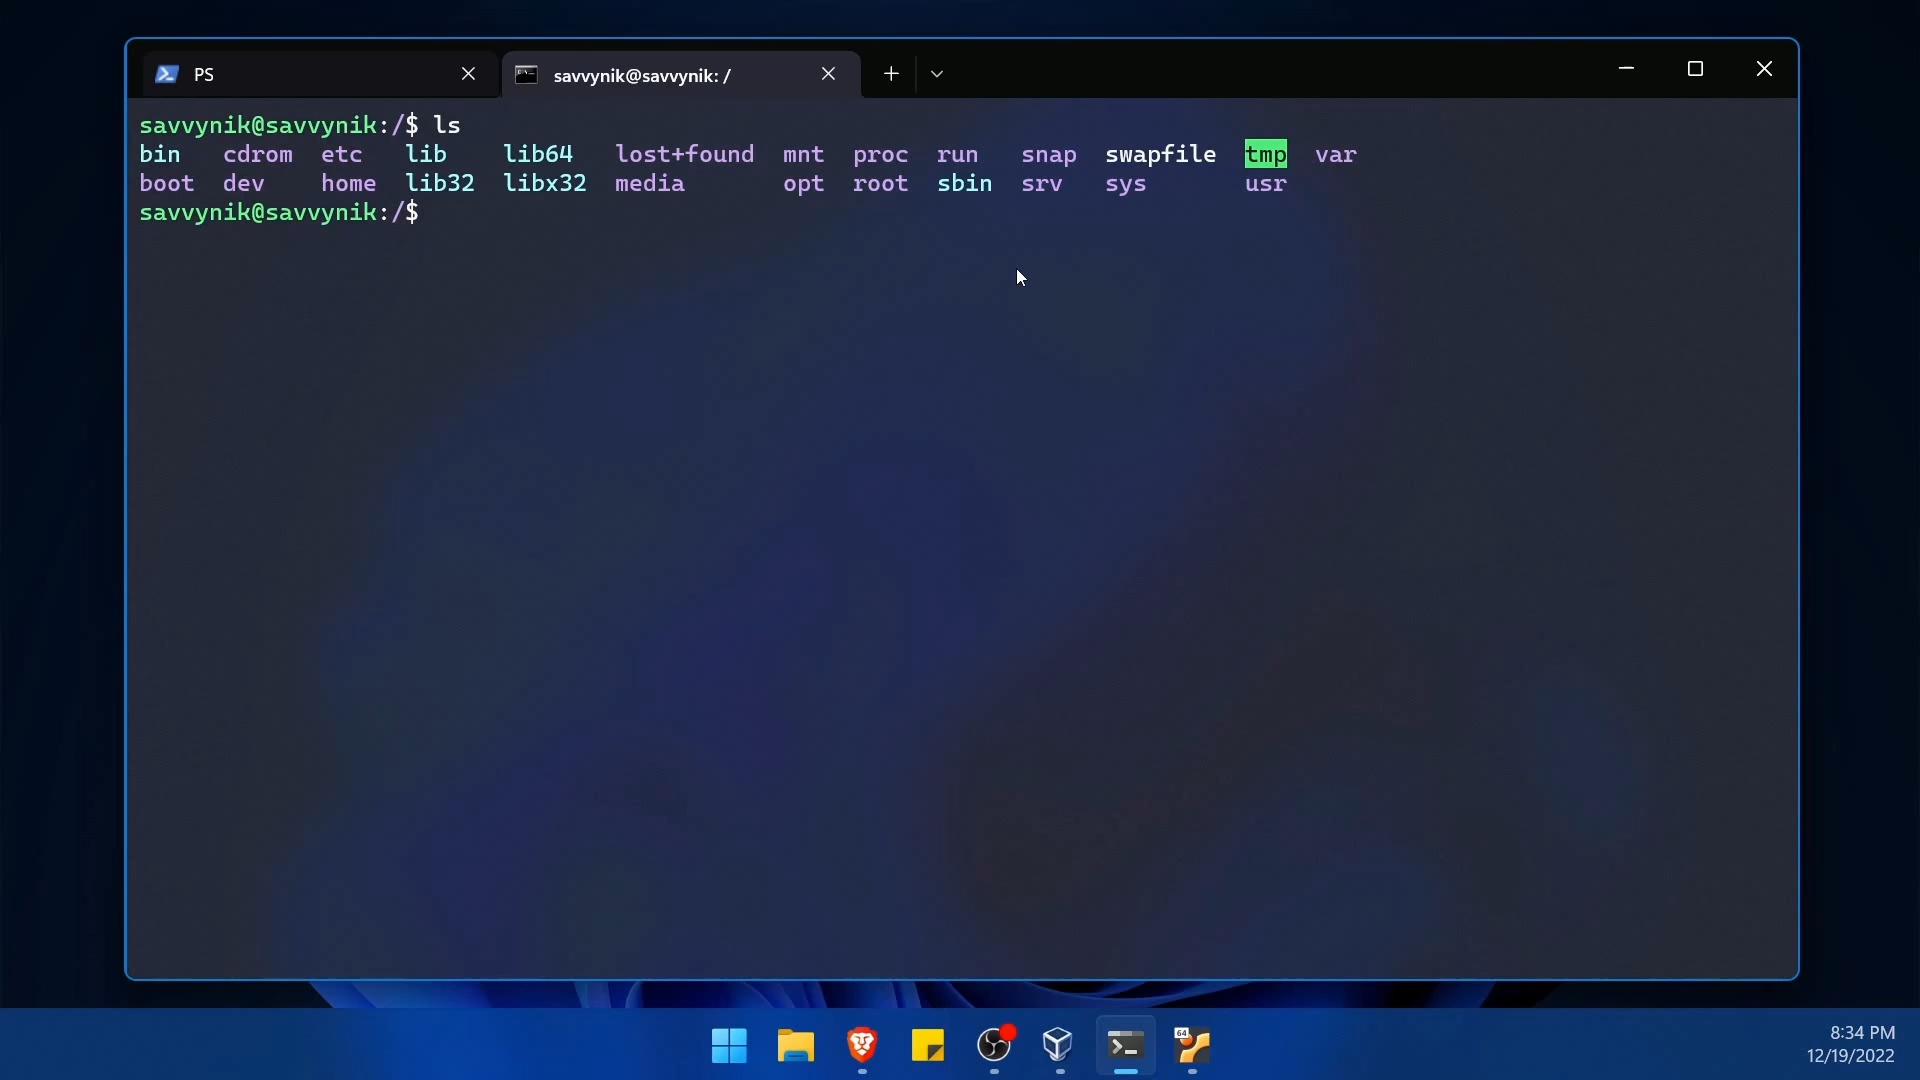 PS
savvynik@savvynik: /
savvynik@savvynik:/$ ls
bin   cdrom  etc   lib    lib64   lost+found  mnt  proc  run   snap  swapfile  tmp  var
boot  dev    home  lib32  libx32  media       opt  root  sbin  srv   sys       usr
savvynik@savvynik:/$
64
8:34 PM
12/19/2022